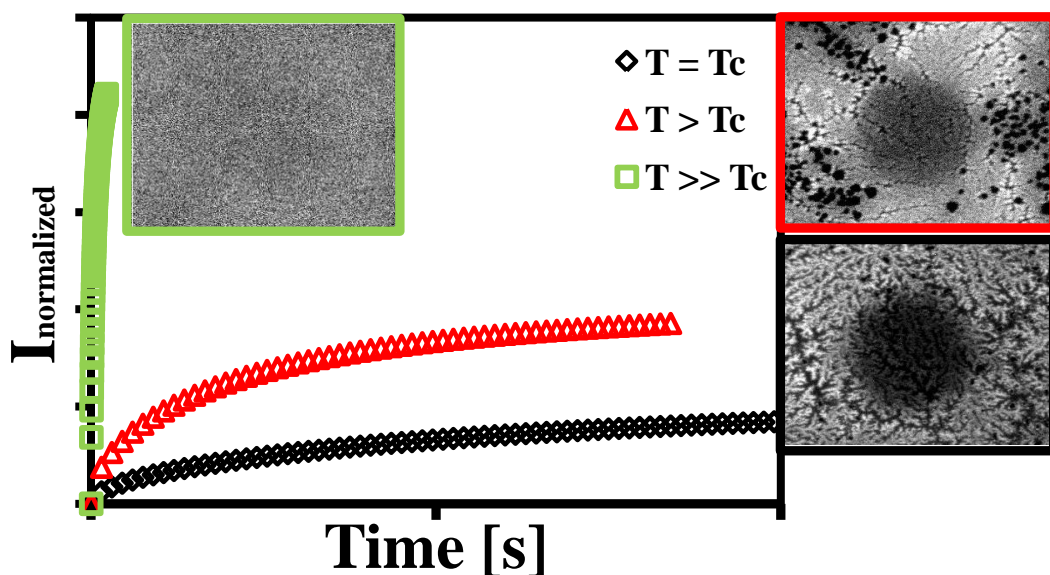 T = Tc
T > Tc
T >> Tc
Inormalized
Time [s]